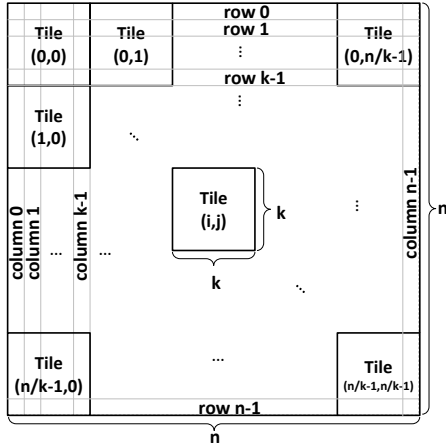 row 0
row 1
Tile
(0,0)
Tile
(0,1)
⋮
Tile
(0,n/k-1)
row k-1
⋮
Tile
(1,0)
⋱
column 0
column 1
...
column k-1
...
Tile
(i,j)
k
k
⋮
column n-1
n
⋱
Tile
(n/k-1,0)
...
Tile
(n/k-1,n/k-1)
row n-1
n